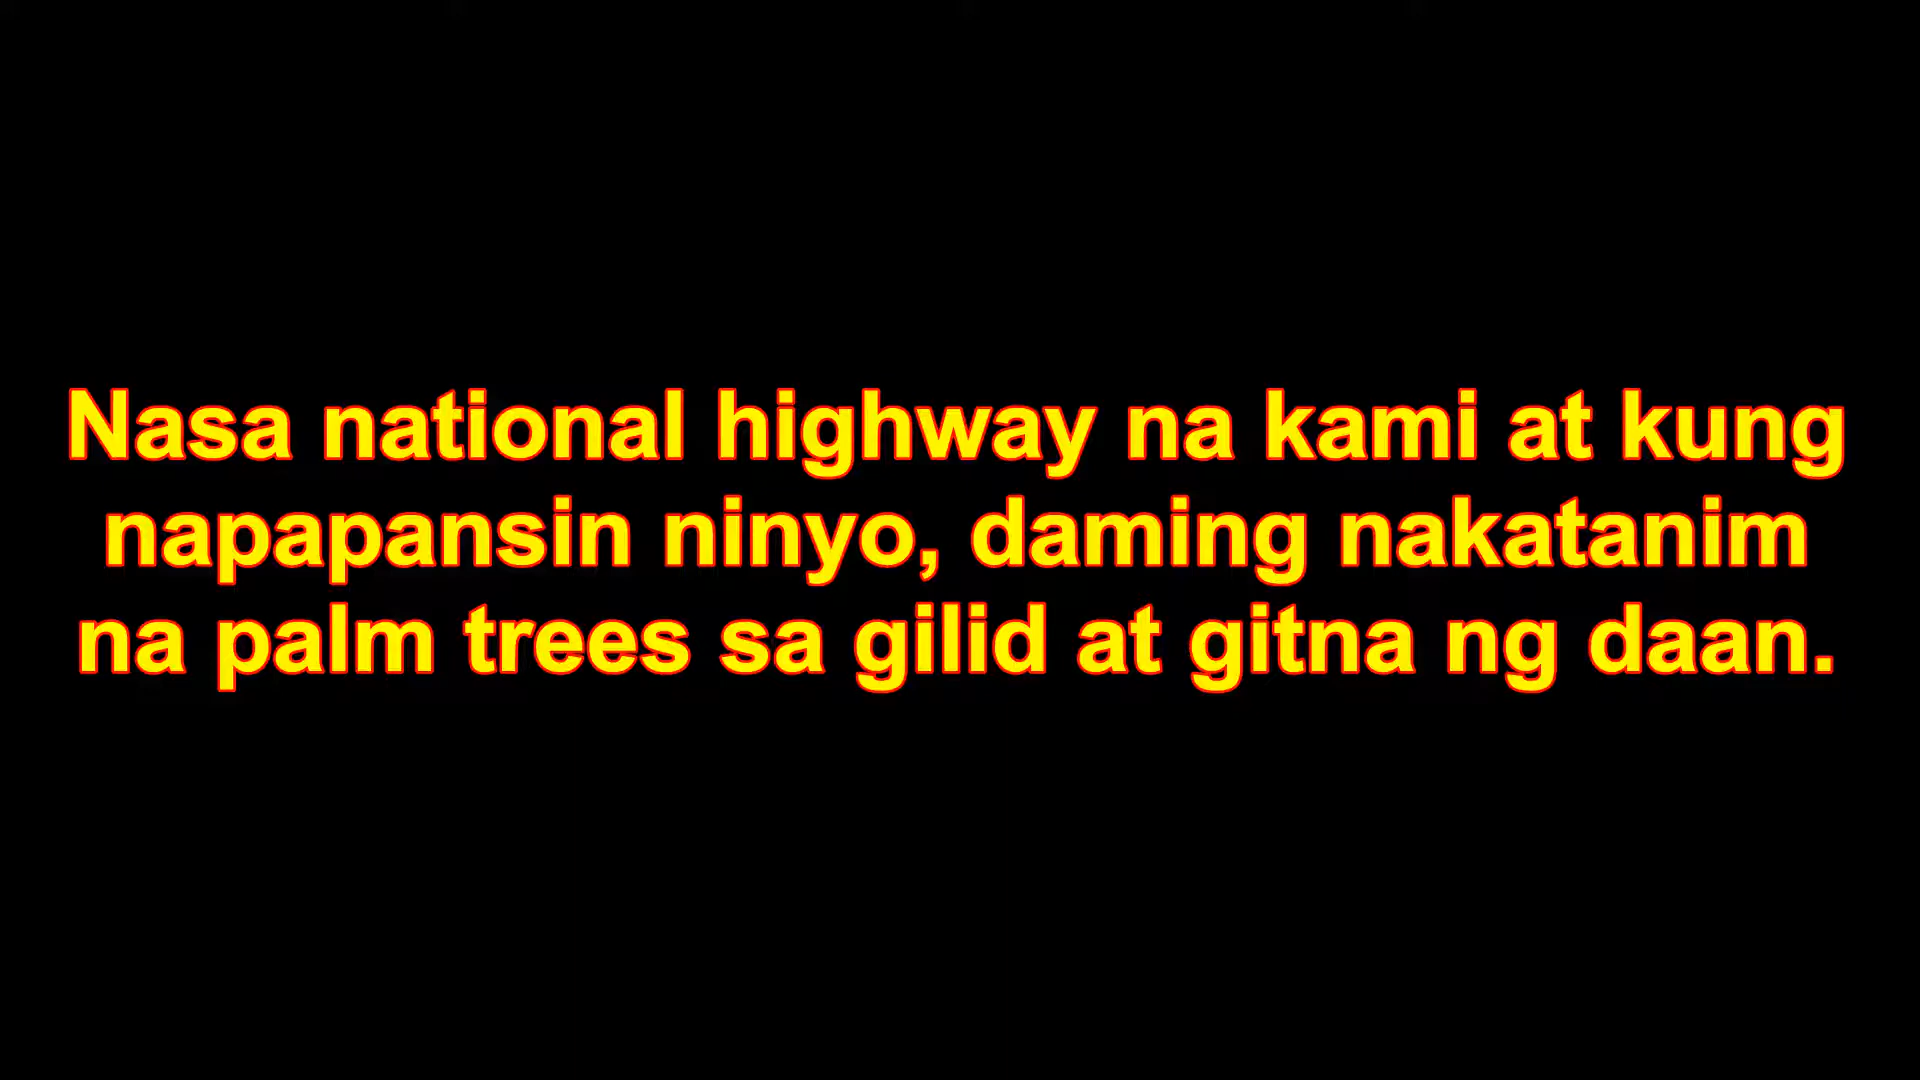 Nasa national highway na kami at kung
napapansin ninyo, daming nakatanim
na palm trees sa gilid at gitna ng daan.